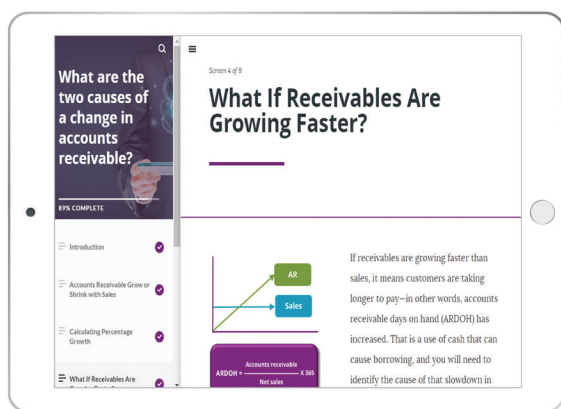 What are the
two causes of
a change in
accounts
receivable?
89% COMPLETE
Introduction
Accounts Receivable Grow or
Shrink with Sales
Calculating Percentage
Growth
What If Receivables Are
Screen 4 of 9
What If Receivables Are
Growing Faster?
AR
Sales
ARDOH = Accounts receivable X 365
Net sales
If receivables are growing faster than
sales, it means customers are taking
longer to pay—in other words, accounts
receivable days on hand (ARDOH) has
increased. That is a use of cash that can
cause borrowing, and you will need to
identify the cause of that slowdown in